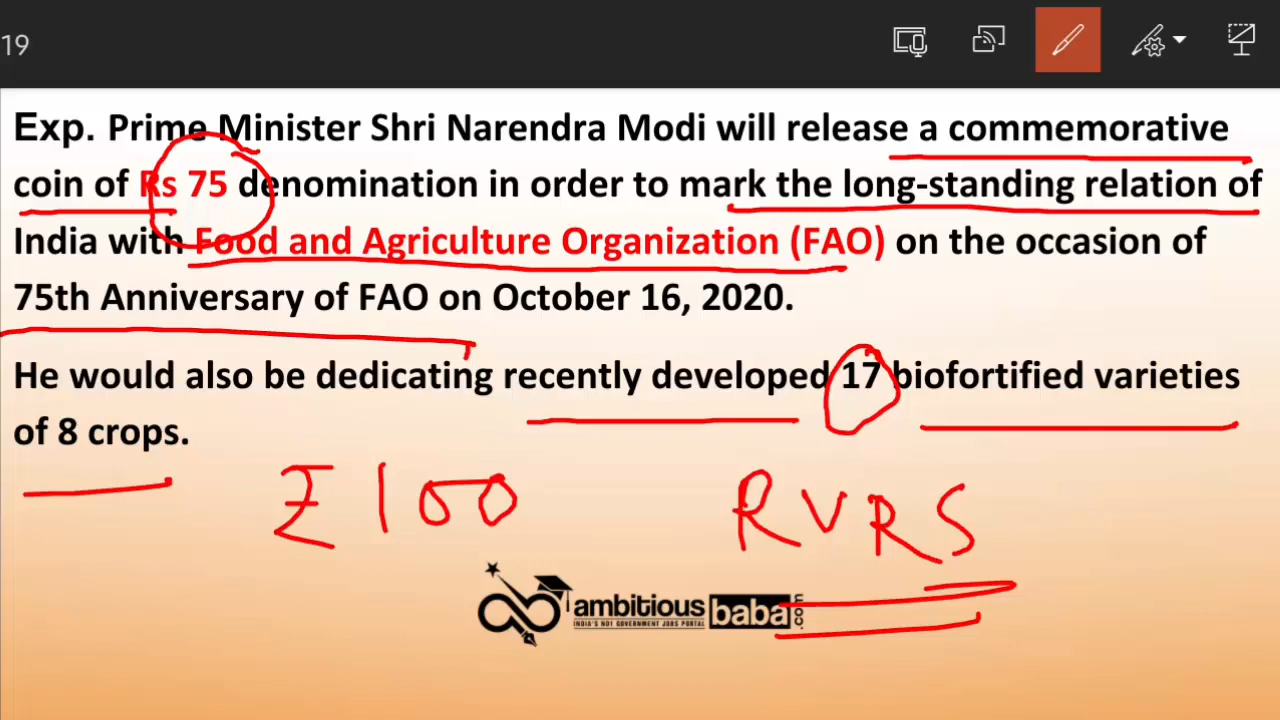 19
Exp. Prime Minister Shri Narendra Modi will release a commemorative
coin of Rs 75 denomination in order to mark the long-standing relation of
India with Food and Agriculture Organization (FAO) on the occasion of
75th Anniversary of FAO on October 16, 2020.
He would also be dedicating recently developed 17 biofortified varieties
of 8 crops.
₹100 RVRS
ambitiousbaba.com
INDIA'S NO1 GOVERNMENT JOBS PORTAL